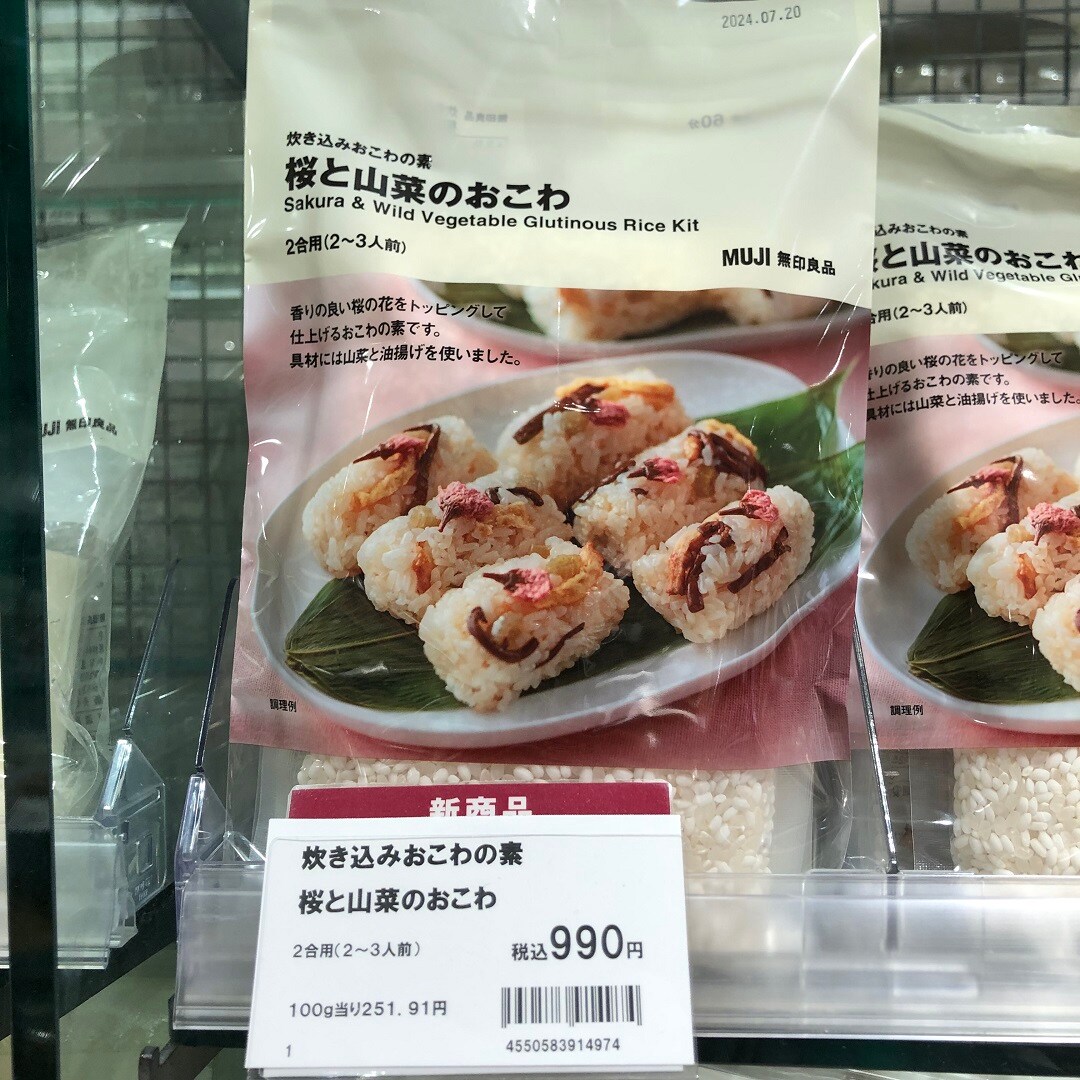 2024.07.20
炊き込みおこわの素
桜と山菜のおこわ
Sakura & Wild Vegetable Glutinous Rice Kit
2合用(2～3人前)
MUJI 無印良品
香りの良い桜の花をトッピングして
仕上げるおこわの素です。
具材には山菜と油揚げを使いました。
調理例
込みおこわの素
と山菜のおこわ
kura & Wild Vegetable Gl
合用(2～3人前)
香りの良い桜の花をトッピングして
仕上げるおこわの素です。
具材には山菜と油揚げを使いました。
調理例
無印良品
新商品
炊き込みおこわの素
桜と山菜のおこわ
2合用(2～3人前)
税込990円
100g当り251.91円
4550583914974
1